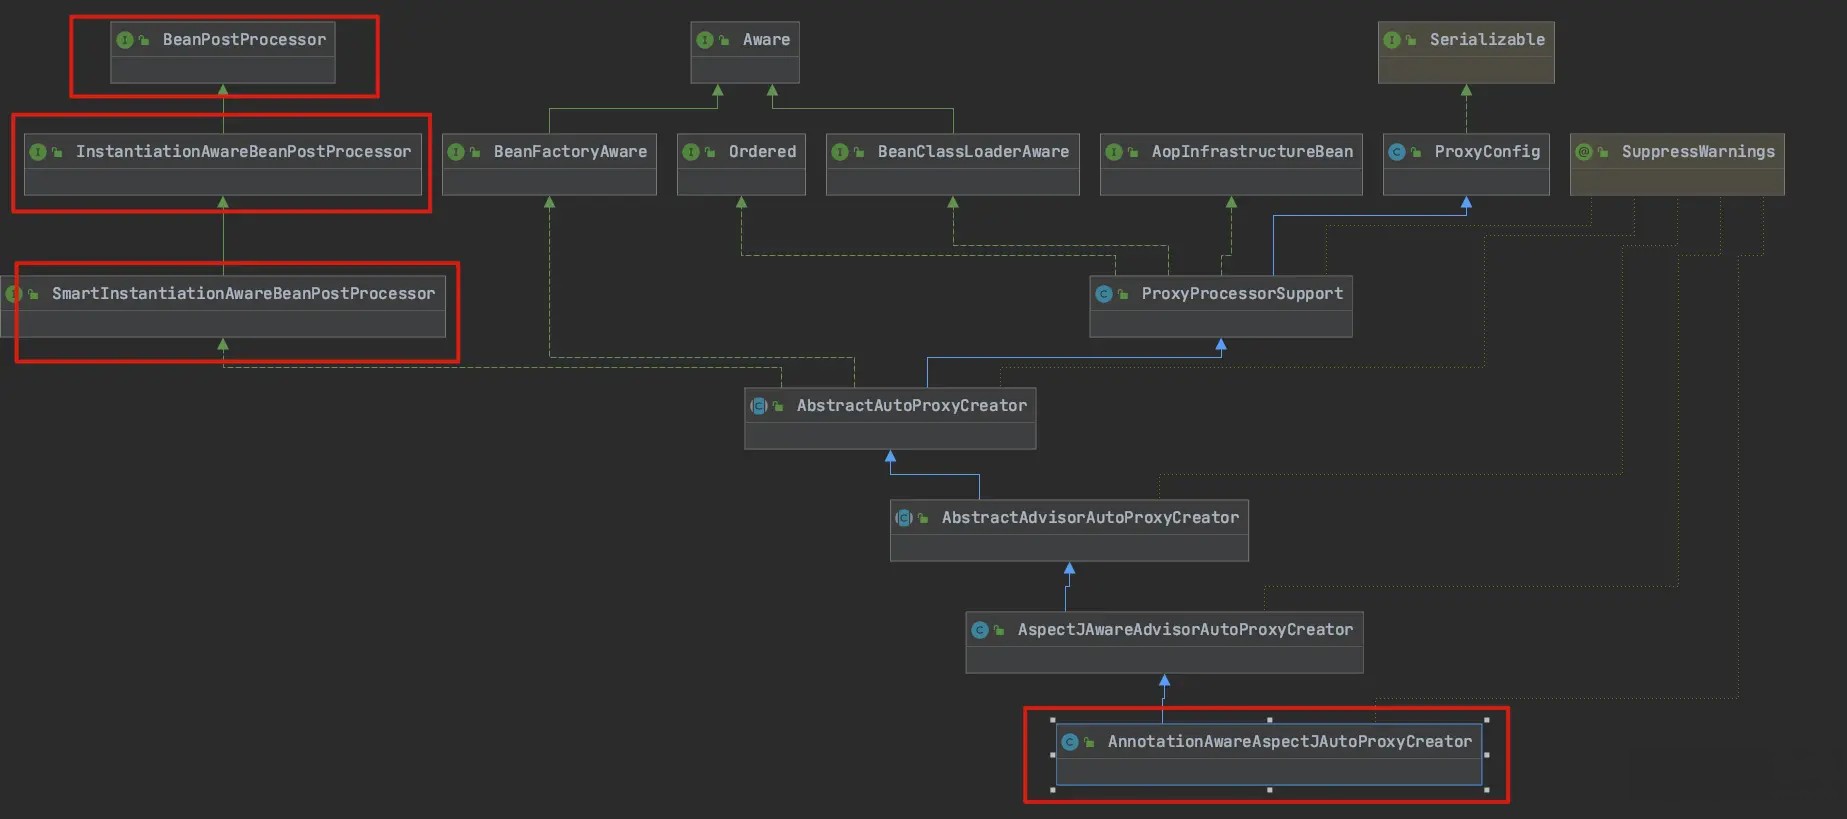 BeanPostProcessor
Aware
Serializable
InstantiationAwareBeanPostProcessor
BeanFactoryAware
Ordered
BeanClassLoaderAware
AopInfrastructureBean
ProxyConfig
SuppressWarnings
SmartInstantiationAwareBeanPostProcessor
ProxyProcessorSupport
AbstractAutoProxyCreator
AbstractAdvisorAutoProxyCreator
AspectJAwareAdvisorAutoProxyCreator
AnnotationAwareAspectJAutoProxyCreator